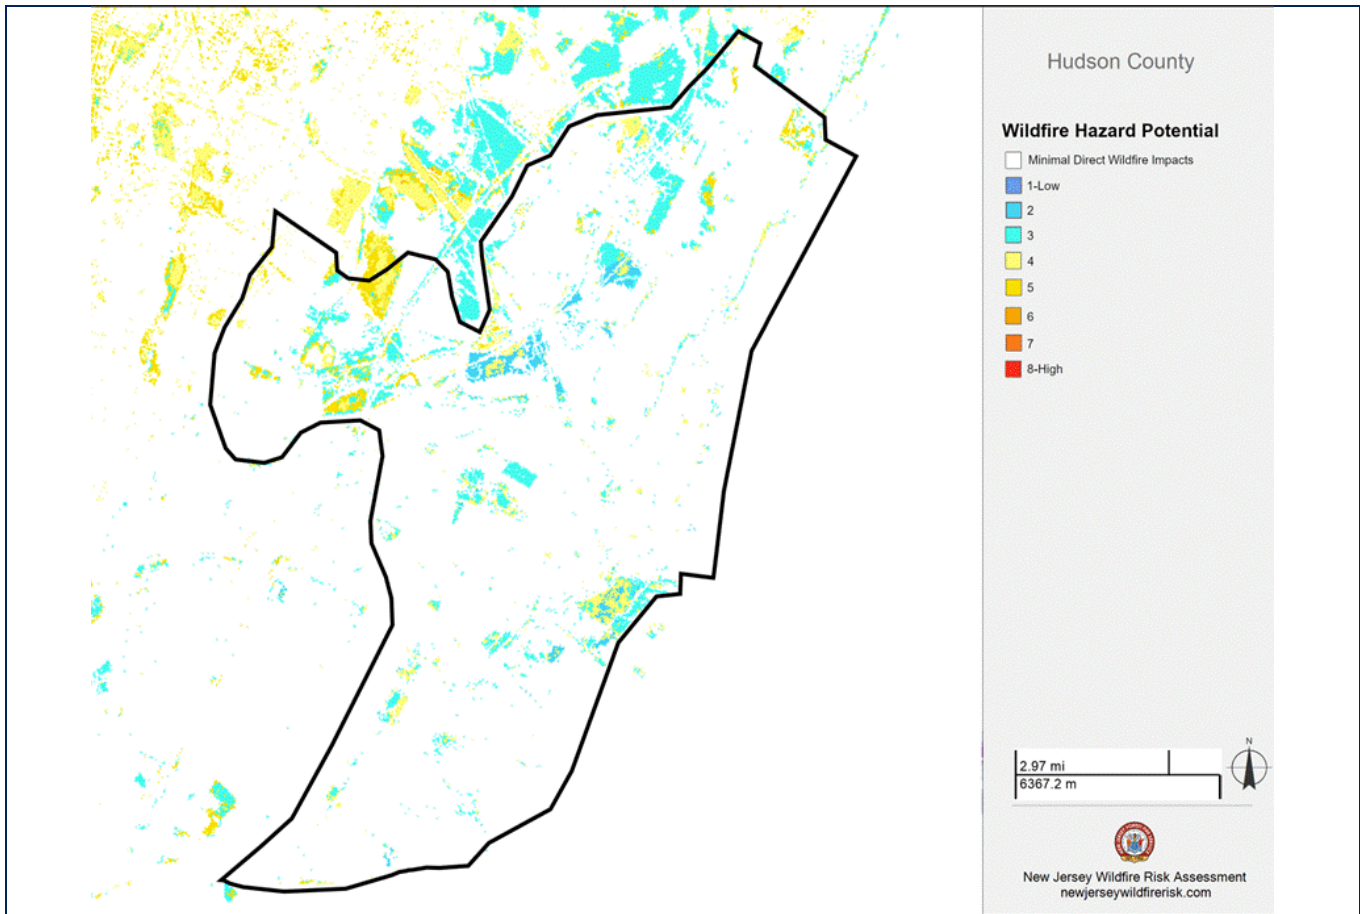 Hudson County
Wildfire Hazard Potential
Minimal Direct Wildfire Impacts
1-Low
2
3
4
5
6
7
8-High
N
2.97 mi
6367.2 m
New Jersey Wildfire Risk Assessment
newjerseywildfirerisk.com